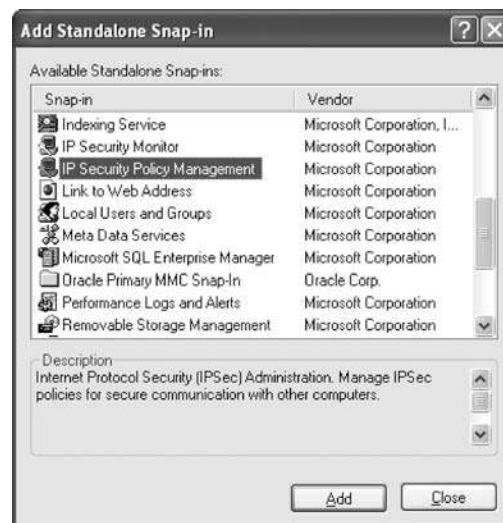 Add Standalone Snap-in
Available Standalone Snap-ins:
Snap-in Vendor
Indexing Service Microsoft Corporation, I...
IP Security Monitor Microsoft Corporation
IP Security Policy Management Microsoft Corporation
Link to Web Address Microsoft Corporation
Local Users and Groups Microsoft Corporation
Meta Data Services Microsoft Corporation
Microsoft SQL Enterprise Manager Microsoft Corporation
Oracle Primary MMC Snap-In Oracle Corp.
Performance Logs and Alerts Microsoft Corporation
Removable Storage Management Microsoft Corporation
Description
Internet Protocol Security (IPSec) Administration. Manage IPSec
policies for secure communication with other computers.
Add Close